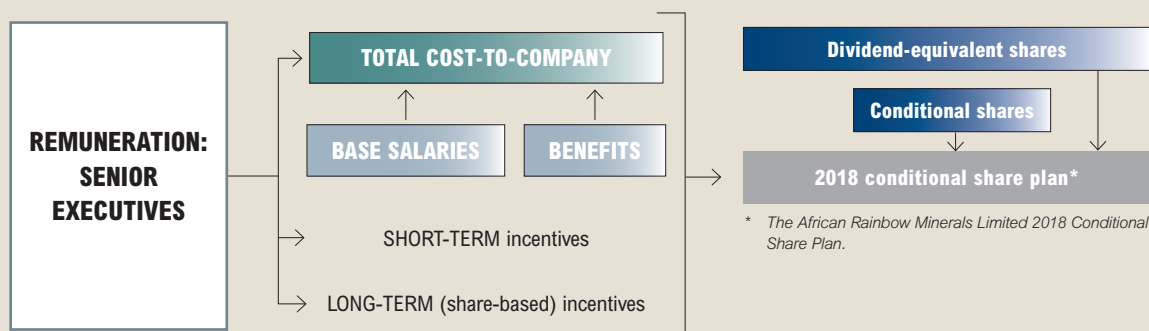 REMUNERATION:
SENIOR
EXECUTIVES
TOTAL COST-TO-COMPANY
BASE SALARIES
BENEFITS
SHORT-TERM incentives
LONG-TERM (share-based) incentives
Dividend-equivalent shares
Conditional shares
2018 conditional share plan*
* The African Rainbow Minerals Limited 2018 Conditional
Share Plan.